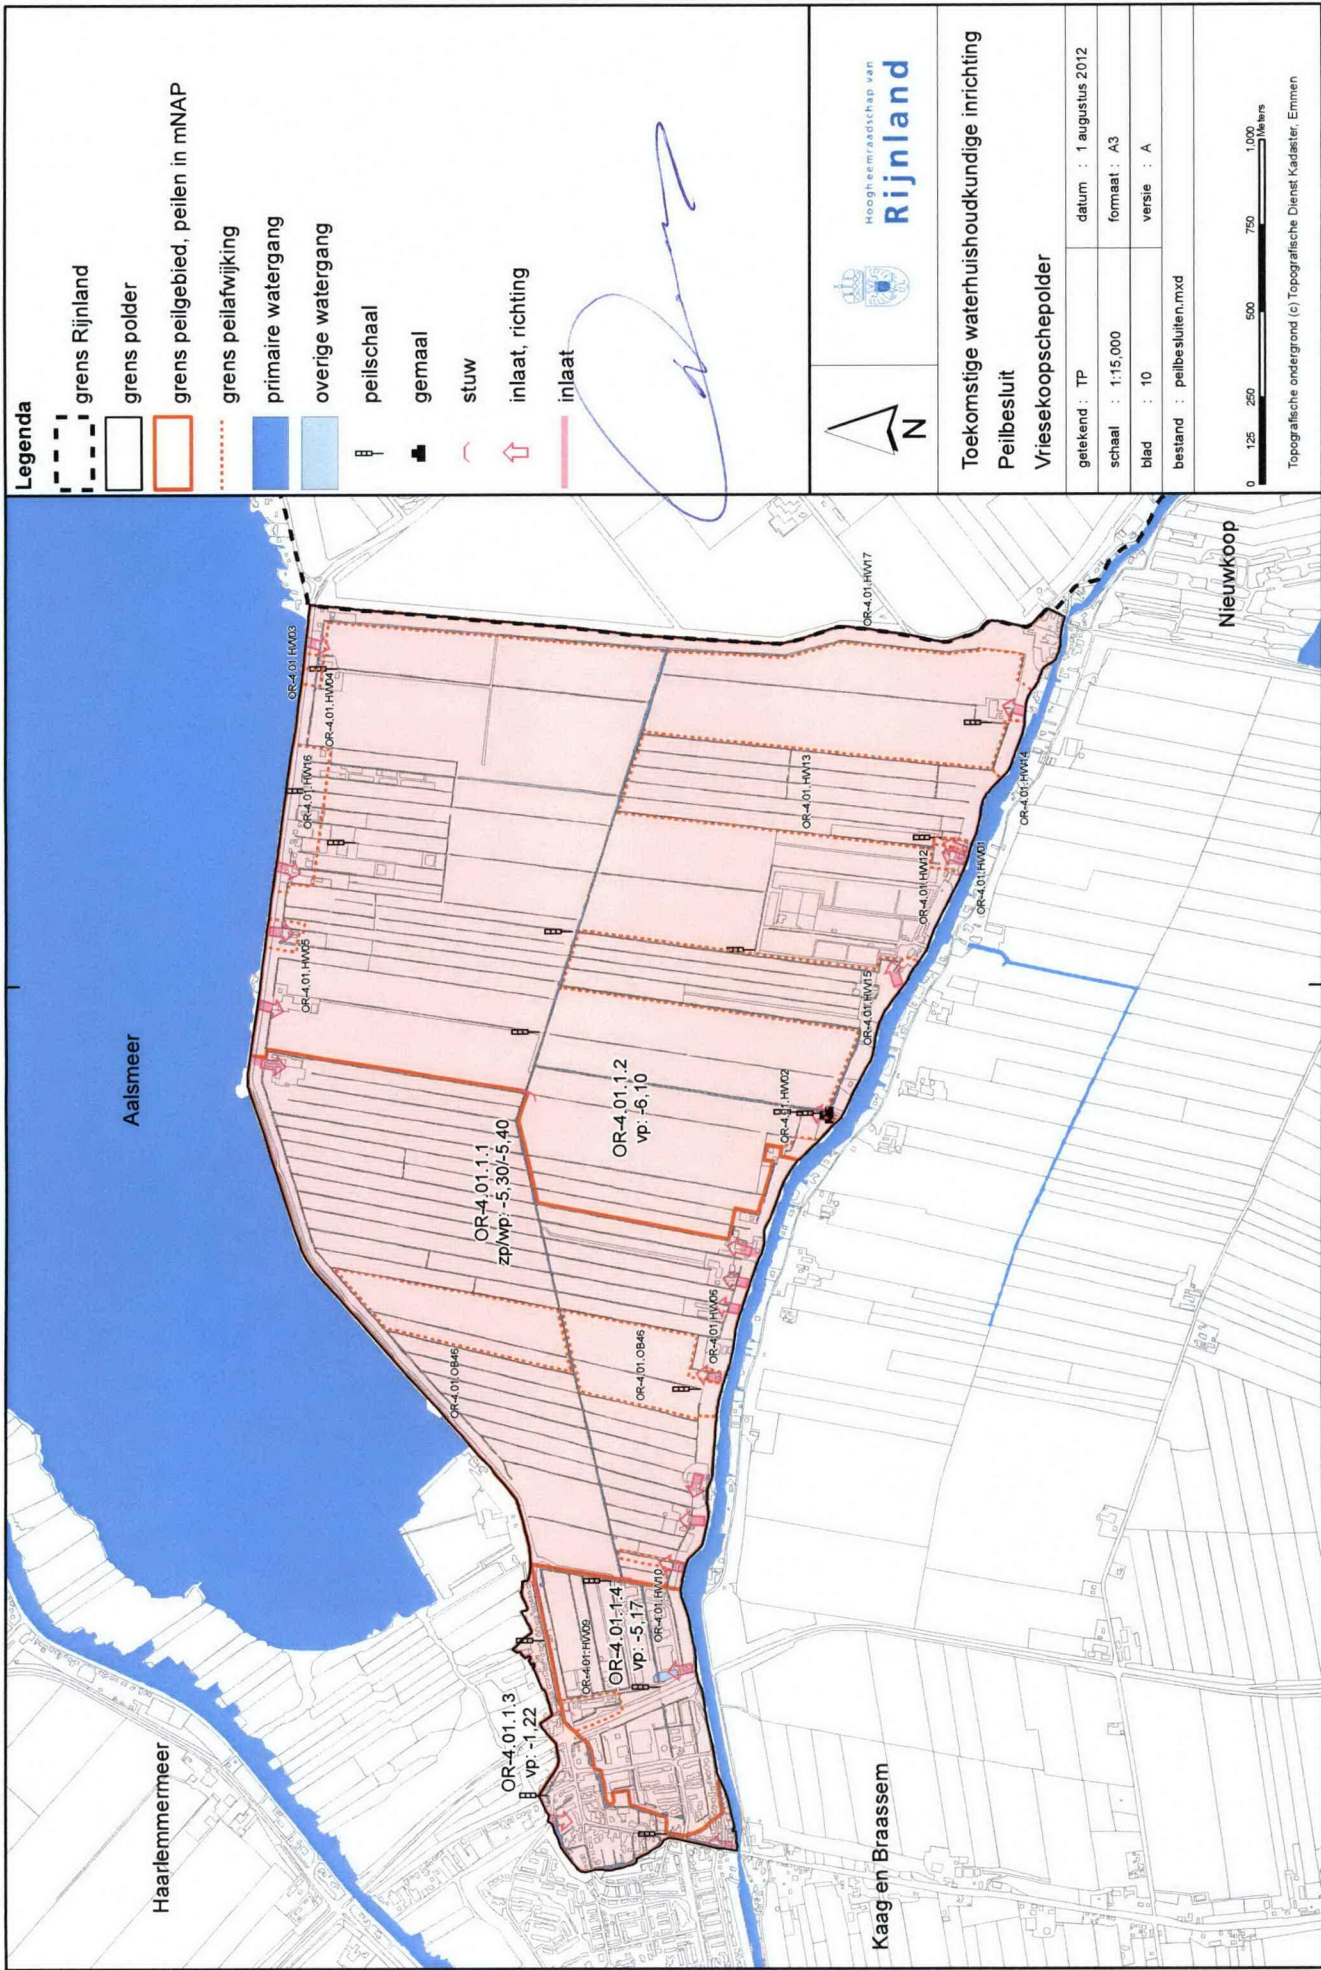 Haarlemmermeer
Aalsmeer
OR-4.01.HW03
OR-4.01.HW04
OR-4.01.HW16
OR-4.01.HW05
OR-4.01.1.1
zp/wp: -5,30/-5,40
OR-4.01.1.2
vp: -6,10
OR-4.01.1.3
vp: -1,22
OR-4.01.1.4
vp: -5,17
OR-4.01.OB46
OR-4.01.OB46
OR-4.01.HW09
OR-4.01.HW10
OR-4.01.HW06
OR-4.01.HW02
OR-4.01.HW15
OR-4.01.HW12
OR-4.01.HW01
OR-4.01.HW13
OR-4.01.HW14
OR-4.01.HW17
Kaag en Braassem
Nieuwkoop
Legenda
grens Rijnland
grens polder
grens peilgebied, peilen in mNAP
grens peilafwijking
primaire watergang
overige watergang
peilschaal
gemaal
stuw
inlaat, richting
inlaat
N
Hoogheemraadschap van
Rijnland
Toekomstige waterhuishoudkundige inrichting
Peilbesluit
Vriesekoopschepolder
getekend : TP
datum : 1 augustus 2012
schaal : 1:15,000
formaat : A3
blad : 10
versie : A
bestand : peilbesluiten.mxd
0 125 250 500 750 1.000
Meters
Topografische ondergrond (c) Topografische Dienst Kadaster, Emmen